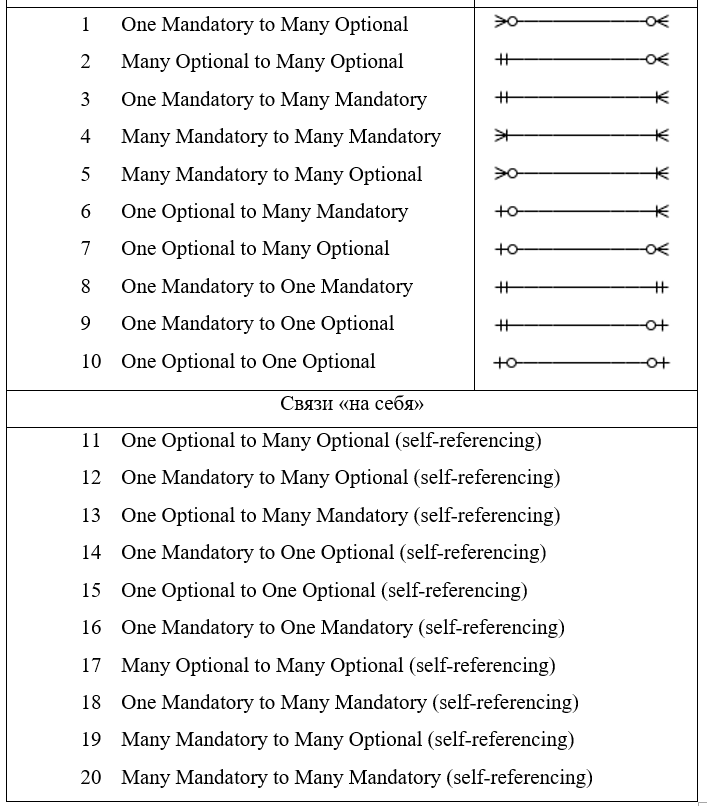 1 One Mandatory to Many Optional
2 Many Optional to Many Optional
3 One Mandatory to Many Mandatory
4 Many Mandatory to Many Mandatory
5 Many Mandatory to Many Optional
6 One Optional to Many Mandatory
7 One Optional to Many Optional
8 One Mandatory to One Mandatory
9 One Mandatory to One Optional
10 One Optional to One Optional
Связи «на себя»
11 One Optional to Many Optional (self-referencing)
12 One Mandatory to Many Optional (self-referencing)
13 One Optional to Many Mandatory (self-referencing)
14 One Mandatory to One Optional (self-referencing)
15 One Optional to One Optional (self-referencing)
16 One Mandatory to One Mandatory (self-referencing)
17 Many Optional to Many Optional (self-referencing)
18 One Mandatory to Many Mandatory (self-referencing)
19 Many Mandatory to Many Optional (self-referencing)
20 Many Mandatory to Many Mandatory (self-referencing)